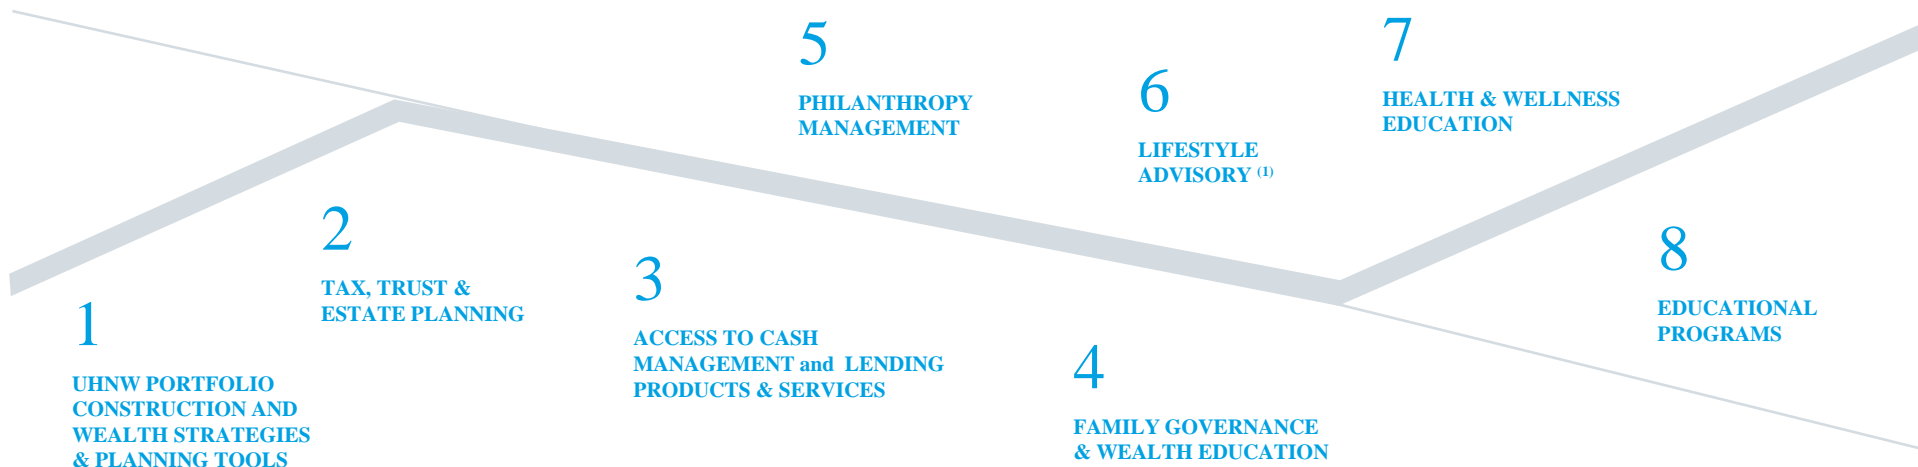 1
UHNW PORTFOLIO
CONSTRUCTION AND
WEALTH STRATEGIES
& PLANNING TOOLS
2
TAX, TRUST &
ESTATE PLANNING
3
ACCESS TO CASH
MANAGEMENT and LENDING
PRODUCTS & SERVICES
4
FAMILY GOVERNANCE
& WEALTH EDUCATION
5
PHILANTHROPY
MANAGEMENT
6
LIFESTYLE
ADVISORY (1)
7
HEALTH & WELLNESS
EDUCATION
8
EDUCATIONAL
PROGRAMS